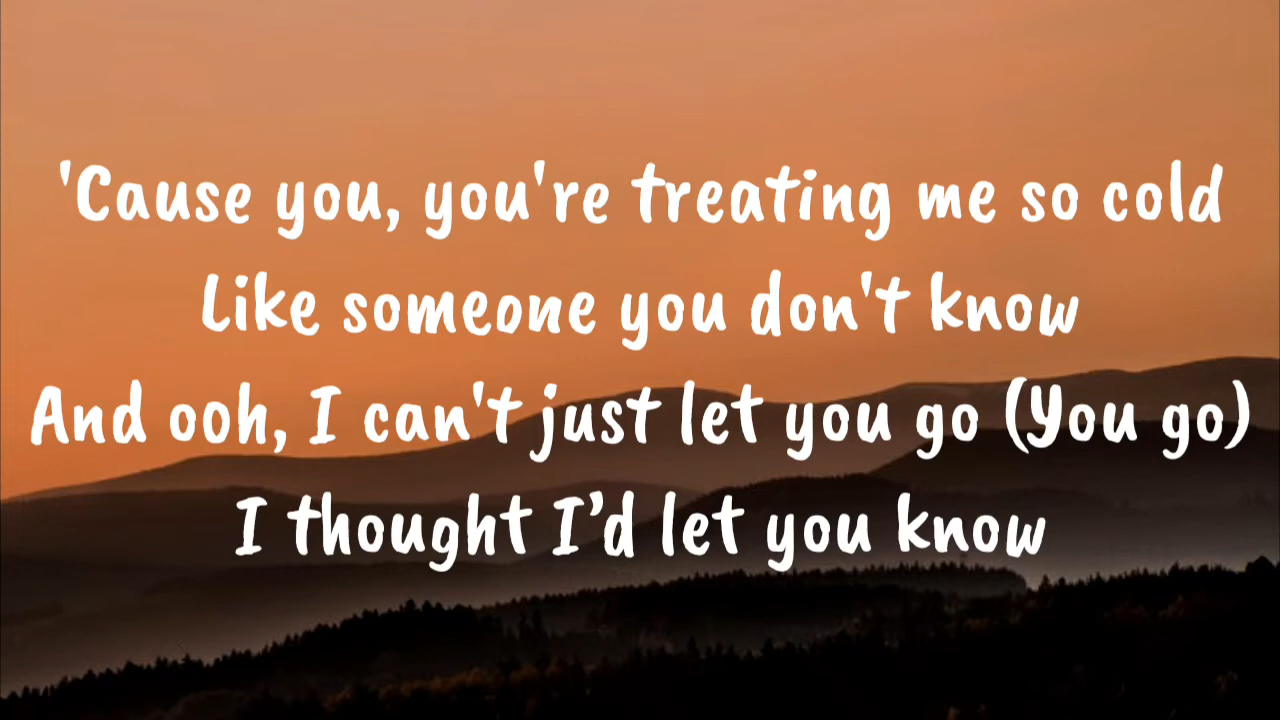 'Cause you, you're treating me so cold
Like someone you don't know
And ooh, I can't just let you go (You go)
I thought I’d let you know